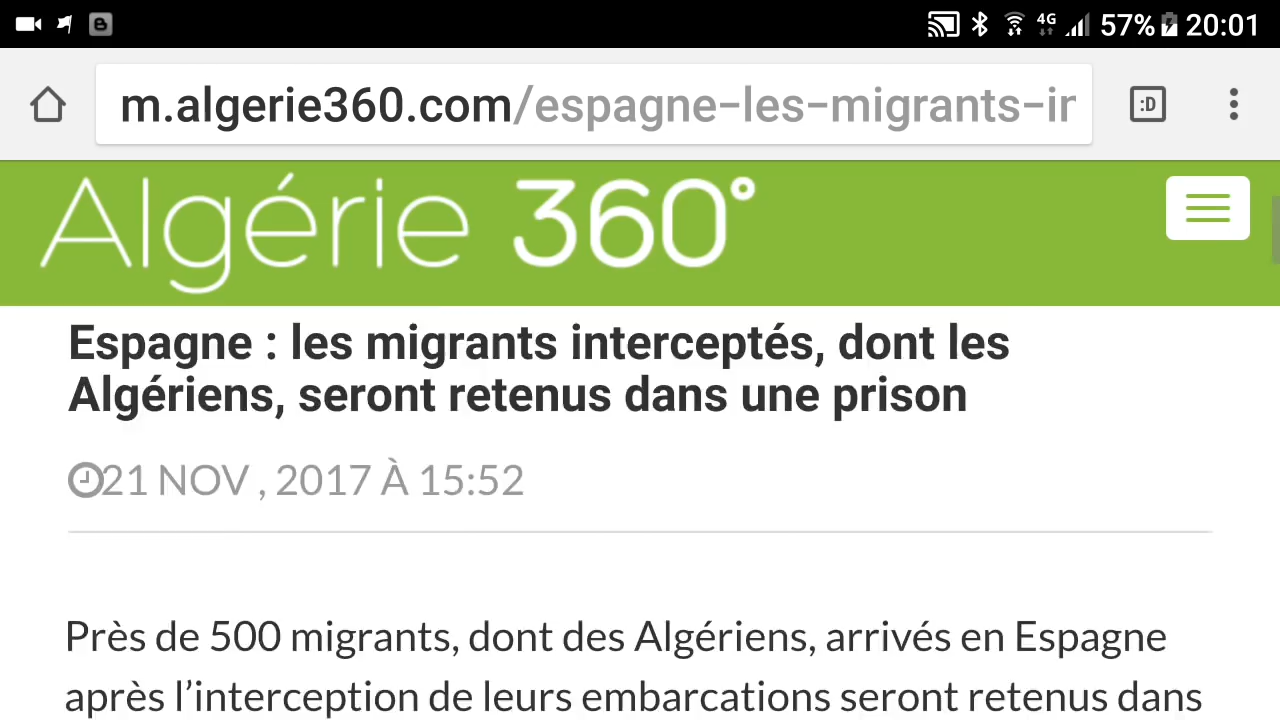 4G 57% 20:01
m.algerie360.com/espagne-les-migrants-ir
:D
Algérie 360°
Espagne : les migrants interceptés, dont les
Algériens, seront retenus dans une prison
21 NOV , 2017 À 15:52
Près de 500 migrants, dont des Algériens, arrivés en Espagne
après l’interception de leurs embarcations seront retenus dans